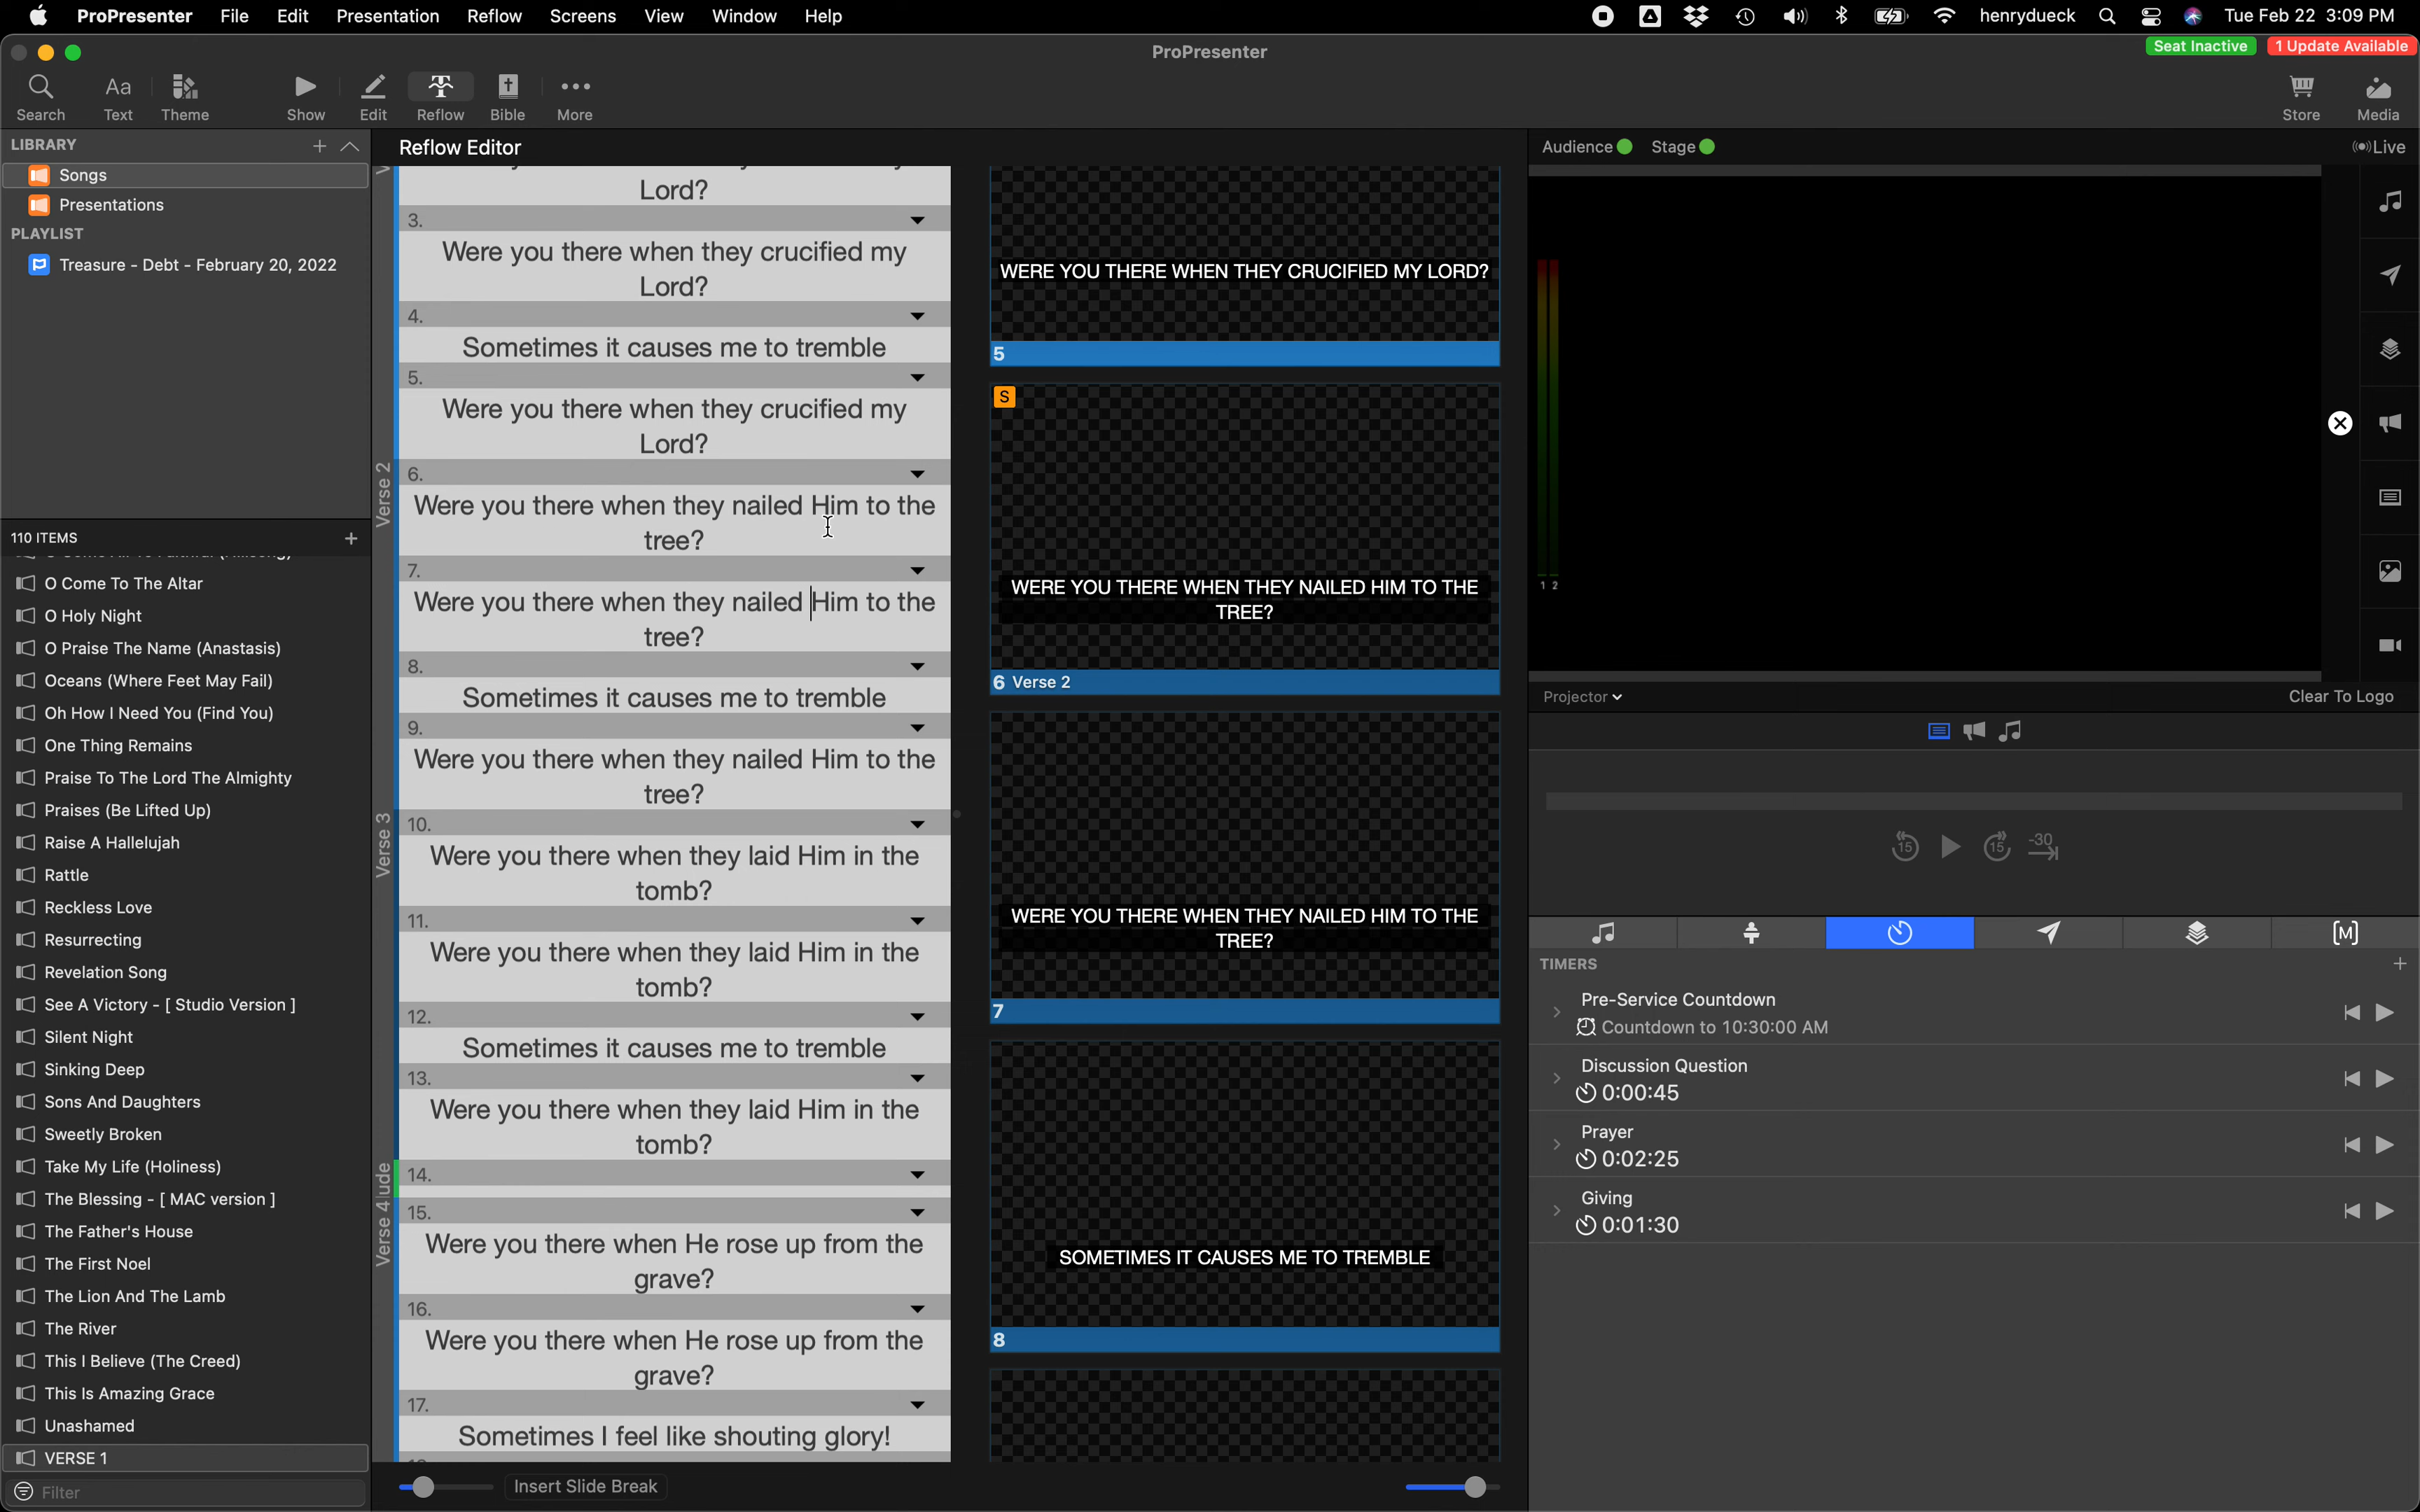 ProPresenter File Edit Presentation Reflow Screens View Window Help henrydueck Tue Feb 22 3:09 PM
ProPresenter
Seat Inactive 1 Update Available
Search Text Theme Show Edit Reflow Bible More Store Media
Aa
LIBRARY
Songs
Presentations
PLAYLIST
Treasure - Debt - February 20, 2022
110 ITEMS
O Come To The Altar
O Holy Night
O Praise The Name (Anastasis)
Oceans (Where Feet May Fail)
Oh How I Need You (Find You)
One Thing Remains
Praise To The Lord The Almighty
Praises (Be Lifted Up)
Raise A Hallelujah
Rattle
Reckless Love
Resurrecting
Revelation Song
See A Victory - [ Studio Version ]
Silent Night
Sinking Deep
Sons And Daughters
Sweetly Broken
Take My Life (Holiness)
The Blessing - [ MAC version ]
The Father's House
The First Noel
The Lion And The Lamb
The River
This I Believe (The Creed)
This Is Amazing Grace
Unashamed
VERSE 1
Filter
Reflow Editor
Lord?
3.
Were you there when they crucified my
Lord?
4.
Sometimes it causes me to tremble
5.
Were you there when they crucified my
Lord?
Verse 2
6.
Were you there when they nailed Him to the
tree?
7.
Were you there when they nailed Him to the
tree?
8.
Sometimes it causes me to tremble
9.
Were you there when they nailed Him to the
tree?
Verse 3
10.
Were you there when they laid Him in the
tomb?
11.
Were you there when they laid Him in the
tomb?
12.
Sometimes it causes me to tremble
13.
Were you there when they laid Him in the
tomb?
ude
14.
Verse 4
15.
Were you there when He rose up from the
grave?
16.
Were you there when He rose up from the
grave?
17.
Sometimes I feel like shouting glory!
Insert Slide Break
WERE YOU THERE WHEN THEY CRUCIFIED MY LORD?
5
S
WERE YOU THERE WHEN THEY NAILED HIM TO THE
TREE?
6 Verse 2
WERE YOU THERE WHEN THEY NAILED HIM TO THE
TREE?
7
SOMETIMES IT CAUSES ME TO TREMBLE
8
Audience Stage Live
1 2
Projector Clear To Logo
15 15 -30
[M]
TIMERS
Pre-Service Countdown
Countdown to 10:30:00 AM
Discussion Question
0:00:45
Prayer
0:02:25
Giving
0:01:30